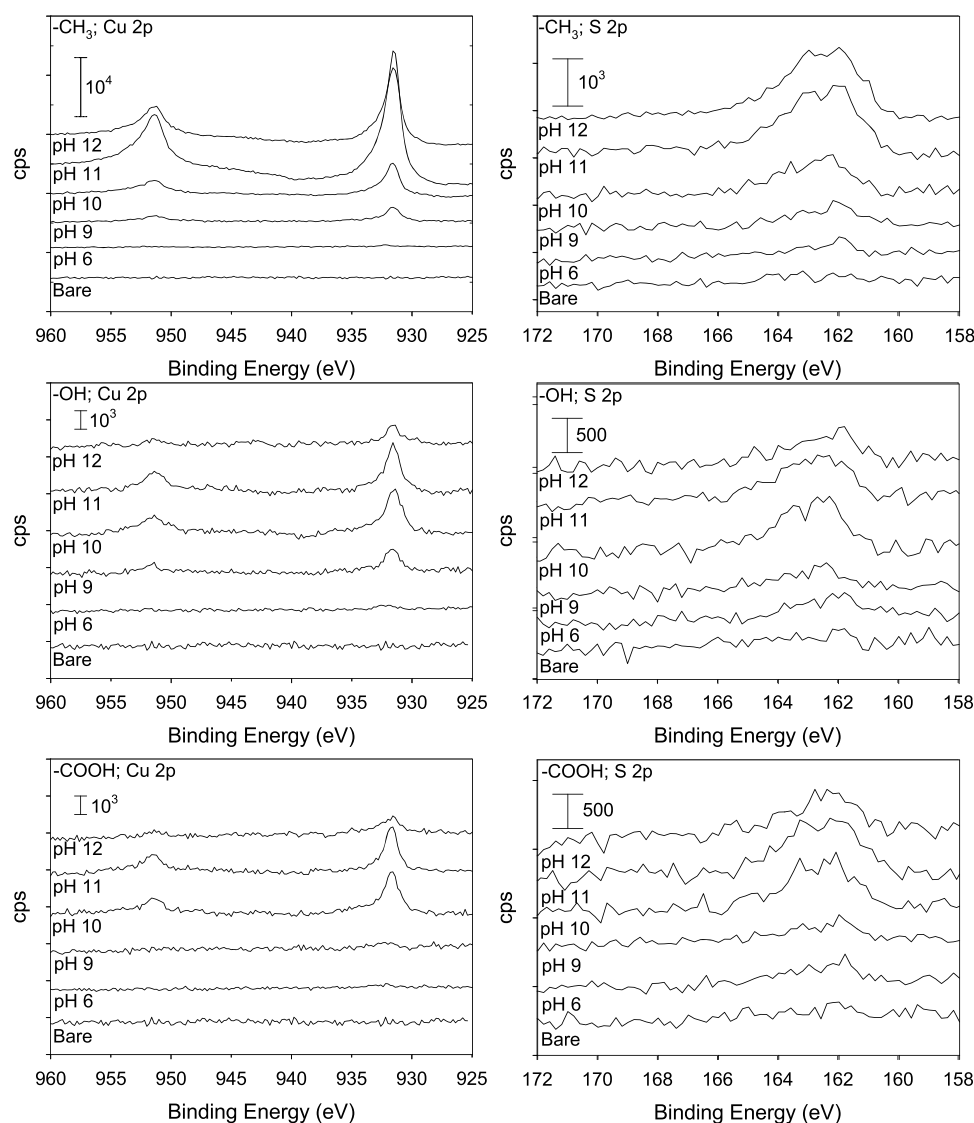 -CH₃; Cu 2p
10⁴
cps
pH 12
pH 11
pH 10
pH 9
pH 6
Bare
960 955 950 945 940 935 930 925
Binding Energy (eV)
-CH₃; S 2p
10³
cps
pH 12
pH 11
pH 10
pH 9
pH 6
Bare
172 170 168 166 164 162 160 158
Binding Energy (eV)
-OH; Cu 2p
10³
cps
pH 12
pH 11
pH 10
pH 9
pH 6
Bare
960 955 950 945 940 935 930 925
Binding Energy (eV)
-OH; S 2p
500
cps
pH 12
pH 11
pH 10
pH 9
pH 6
Bare
172 170 168 166 164 162 160 158
Binding Energy (eV)
-COOH; Cu 2p
10³
cps
pH 12
pH 11
pH 10
pH 9
pH 6
Bare
960 955 950 945 940 935 930 925
Binding Energy (eV)
-COOH; S 2p
500
cps
pH 12
pH 11
pH 10
pH 9
pH 6
Bare
172 170 168 166 164 162 160 158
Binding Energy (eV)